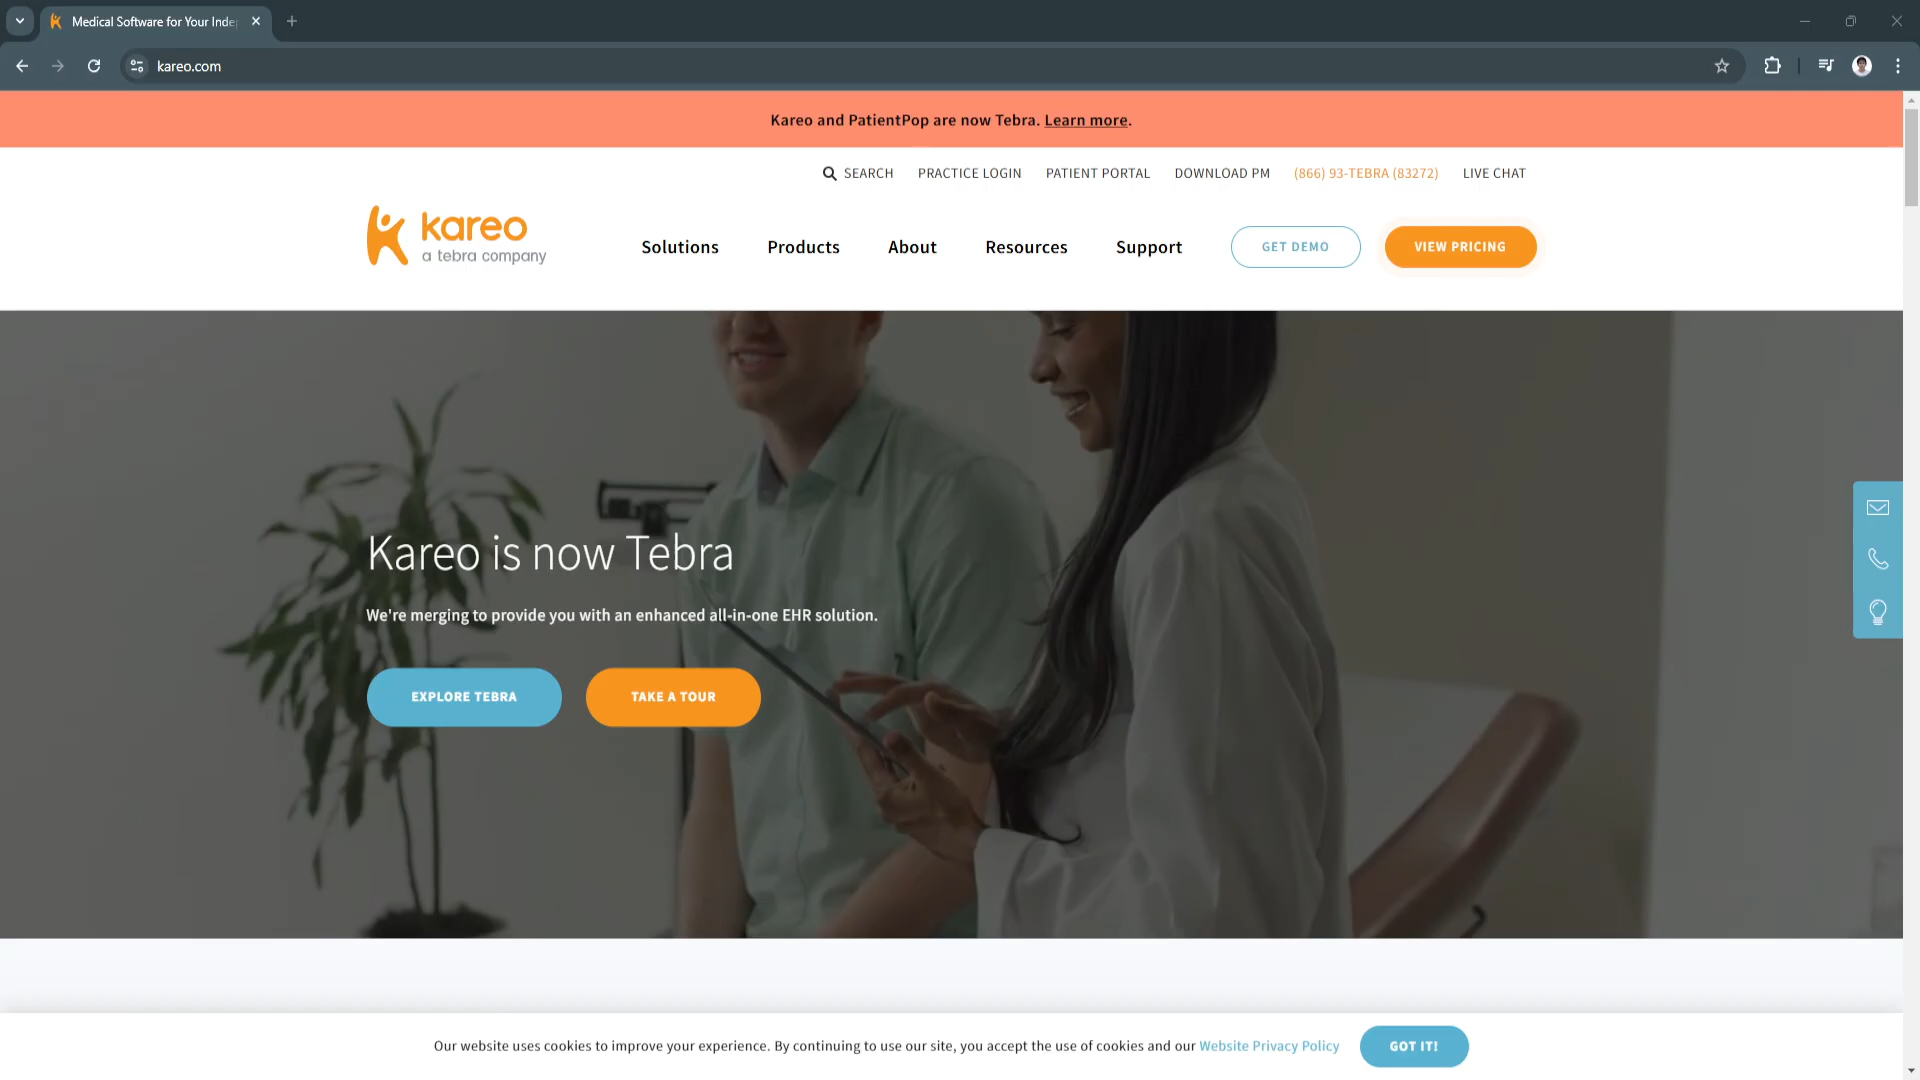 Medical Software for Your Inde
kareo.com
Kareo and PatientPop are now Tebra. Learn more.
SEARCH PRACTICE LOGIN PATIENT PORTAL DOWNLOAD PM (866) 93-TEBRA (83272) LIVE CHAT
kareo
a tebra company
Solutions Products About Resources Support GET DEMO VIEW PRICING
Kareo is now Tebra
We're merging to provide you with an enhanced all-in-one EHR solution.
EXPLORE TEBRA TAKE A TOUR
Our website uses cookies to improve your experience. By continuing to use our site, you accept the use of cookies and our Website Privacy Policy GOT IT!